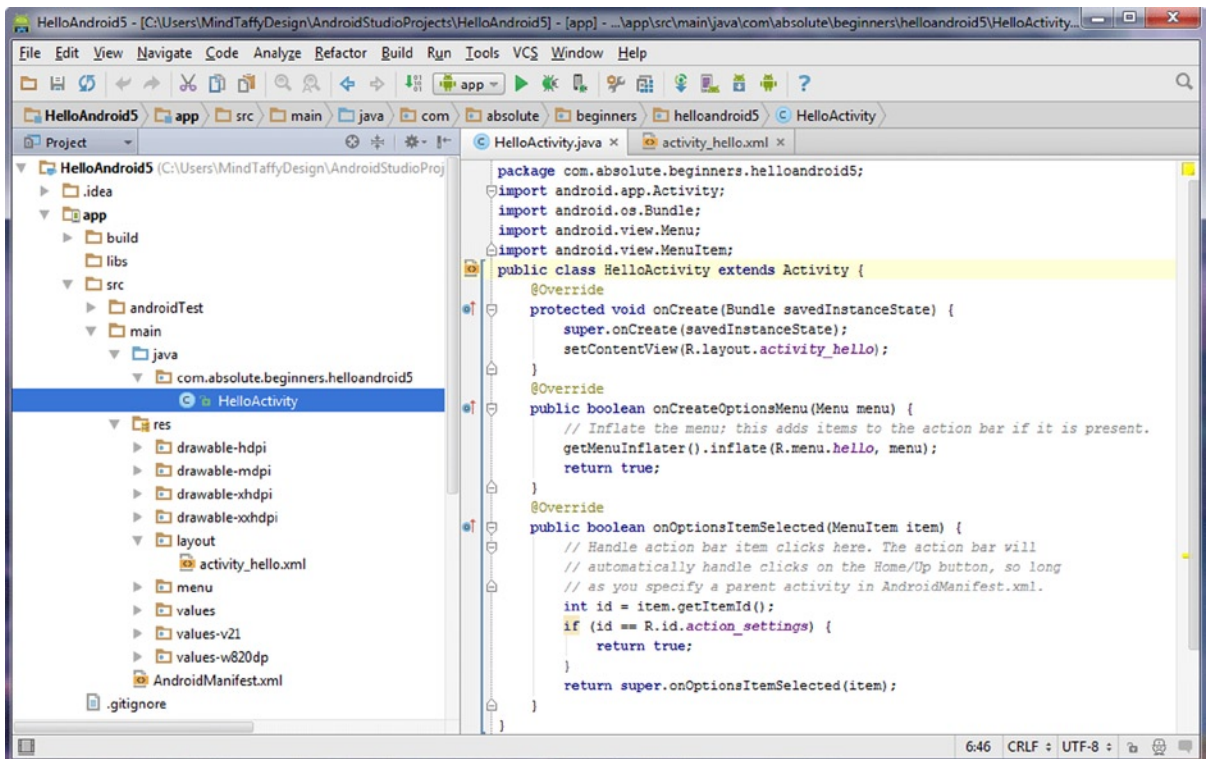 HelloAndroid5 - [C:\Users\MindTaffyDesign\AndroidStudioProjects\HelloAndroid5] - [app] - ...\app\src\main\java\com\absolute\beginners\helloandroid5\HelloActivity...
File Edit View Navigate Code Analyze Refactor Build Run Tools VCS Window Help
app
HelloAndroid5 app src main java com absolute beginners helloandroid5 HelloActivity
Project
HelloActivity.java
activity_hello.xml
HelloAndroid5 (C:\Users\MindTaffyDesign\AndroidStudioProj
.idea
app
build
libs
src
androidTest
main
java
com.absolute.beginners.helloandroid5
HelloActivity
res
drawable-hdpi
drawable-mdpi
drawable-xhdpi
drawable-xxhdpi
layout
activity_hello.xml
menu
values
values-v21
values-w820dp
AndroidManifest.xml
.gitignore
package com.absolute.beginners.helloandroid5;
import android.app.Activity;
import android.os.Bundle;
import android.view.Menu;
import android.view.MenuItem;
public class HelloActivity extends Activity {
@Override
protected void onCreate(Bundle savedInstanceState) {
super.onCreate(savedInstanceState);
setContentView(R.layout.activity_hello);
}
@Override
public boolean onCreateOptionsMenu(Menu menu) {
// Inflate the menu; this adds items to the action bar if it is present.
getMenuInflater().inflate(R.menu.hello, menu);
return true;
}
@Override
public boolean onOptionsItemSelected(MenuItem item) {
// Handle action bar item clicks here. The action bar will
// automatically handle clicks on the Home/Up button, so long
// as you specify a parent activity in AndroidManifest.xml.
int id = item.getItemId();
if (id == R.id.action_settings) {
return true;
}
return super.onOptionsItemSelected(item);
}
}
6:46 CRLF UTF-8